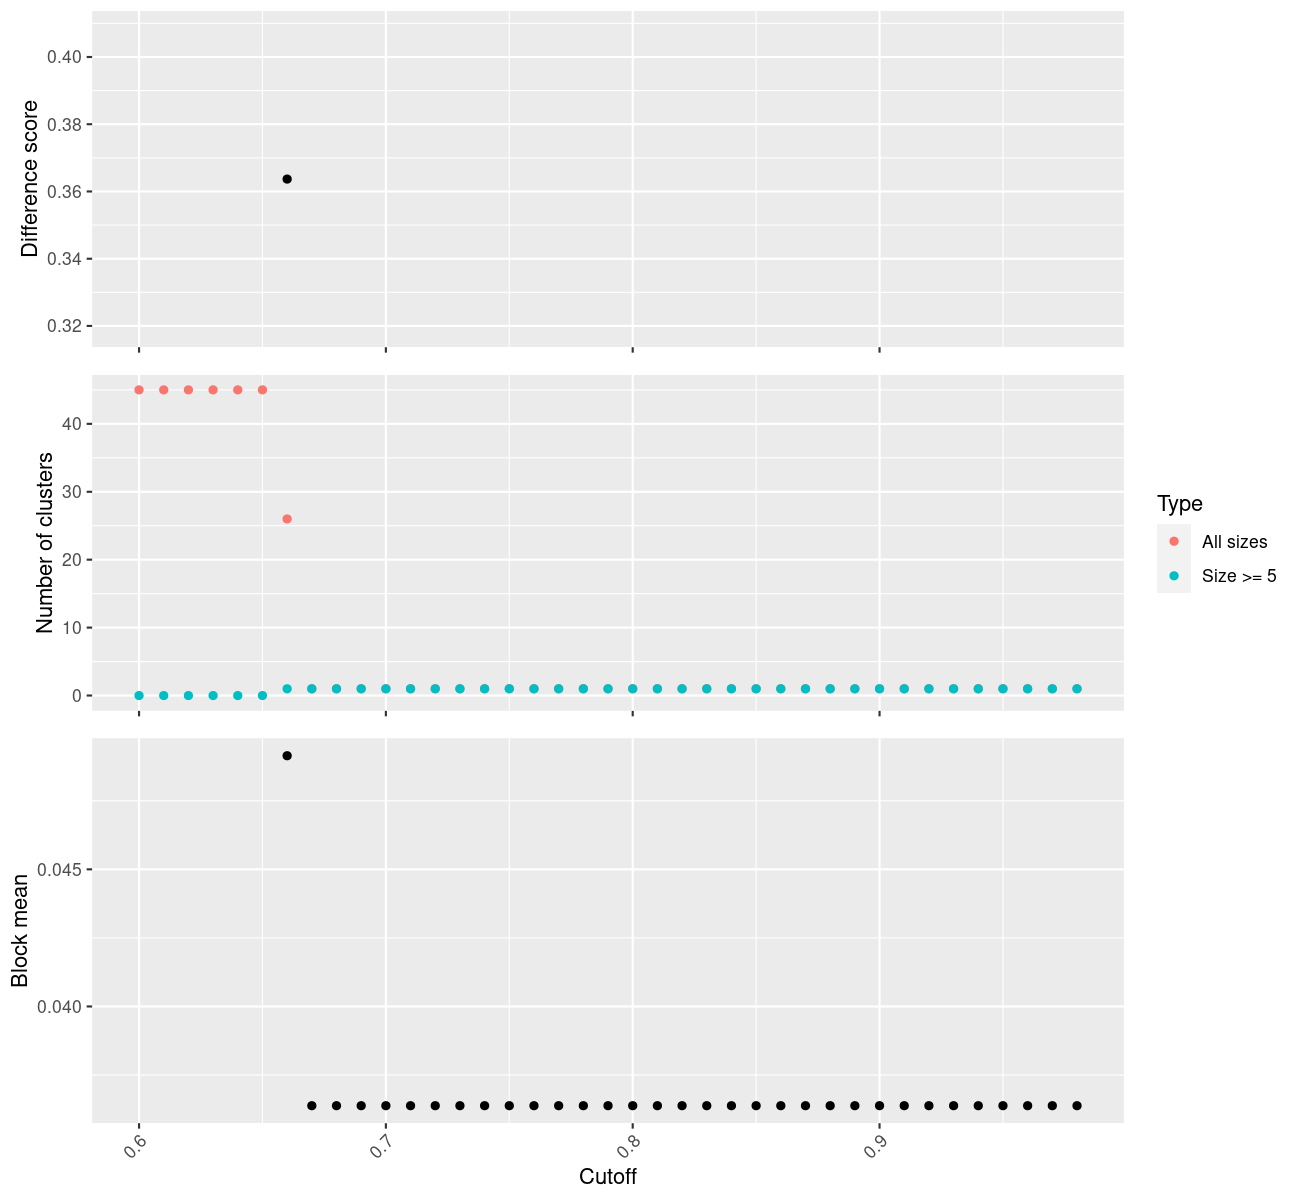 Difference score
0.40
0.38
0.36
0.34
0.32
Number of clusters
40
30
20
10
0
Type
All sizes
Size >= 5
Block mean
0.045
0.040
0.6
0.7
0.8
0.9
Cutoff